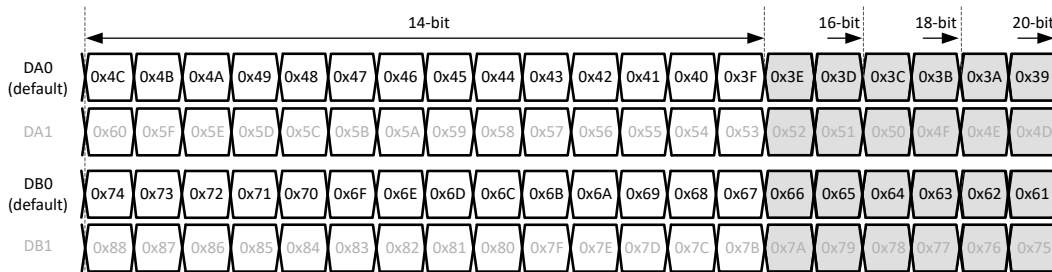 14-bit 16-bit 18-bit 20-bit
DA0 (default) 0x4C 0x4B 0x4A 0x49 0x48 0x47 0x46 0x45 0x44 0x43 0x42 0x41 0x40 0x3F 0x3E 0x3D 0x3C 0x3B 0x3A 0x39
DA1 0x60 0x5F 0x5E 0x5D 0x5C 0x5B 0x5A 0x59 0x58 0x57 0x56 0x55 0x54 0x53 0x52 0x51 0x50 0x4F 0x4E 0x4D
DB0 (default) 0x74 0x73 0x72 0x71 0x70 0x6F 0x6E 0x6D 0x6C 0x6B 0x6A 0x69 0x68 0x67 0x66 0x65 0x64 0x63 0x62 0x61
DB1 0x88 0x87 0x86 0x85 0x84 0x83 0x82 0x81 0x80 0x7F 0x7E 0x7D 0x7C 0x7B 0x7A 0x79 0x78 0x77 0x76 0x75